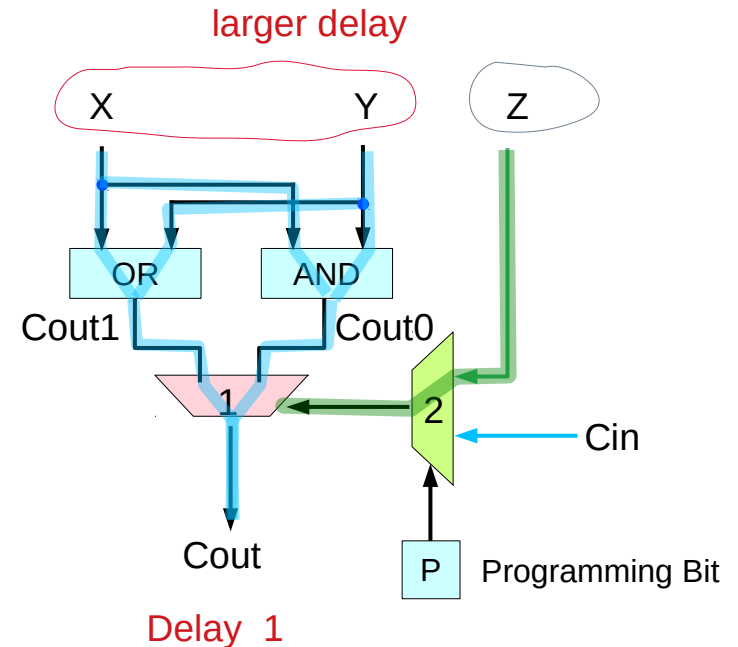 larger delay
X
Y
Z
OR
AND
Cout1
Cout0
1
2
Cin
Cout
P
Programming Bit
Delay 1